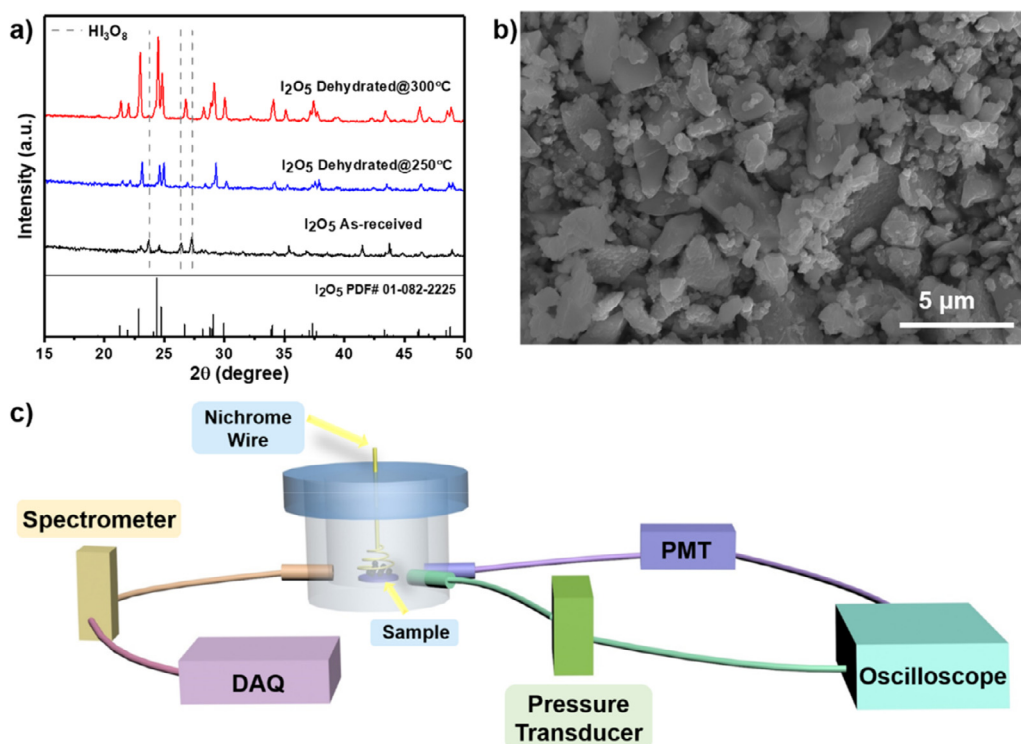 a)
HI₃O₈
I₂O₅ Dehydrated@300°C
I₂O₅ Dehydrated@250°C
I₂O₅ As-received
I₂O₅ PDF# 01-082-2225
Intensity (a.u.)
15 20 25 30 35 40 45 50
2θ (degree)
b)
5 μm
c)
Nichrome
Wire
Spectrometer
PMT
Sample
DAQ
Oscilloscope
Pressure
Transducer